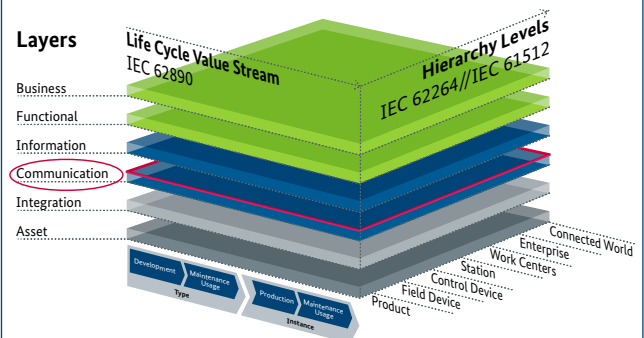 Layers
Life Cycle Value Stream
IEC 62890
Hierarchy Levels
IEC 62264//IEC 61512
Business
Functional
Information
Communication
Integration
Asset
Development
Maintenance
Usage
Type
Production
Maintenance
Usage
Instance
Connected World
Enterprise
Work Centers
Station
Control Device
Field Device
Product